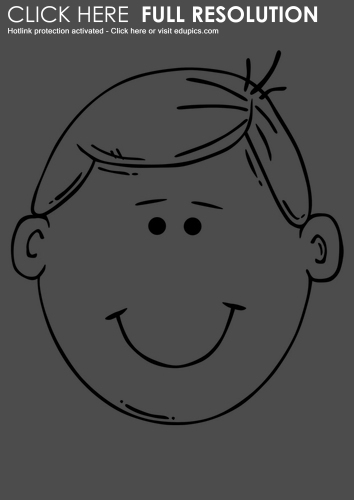 CLICK HERE FULL RESOLUTION
Hotlink protection activated - Click here or visit edupics.com